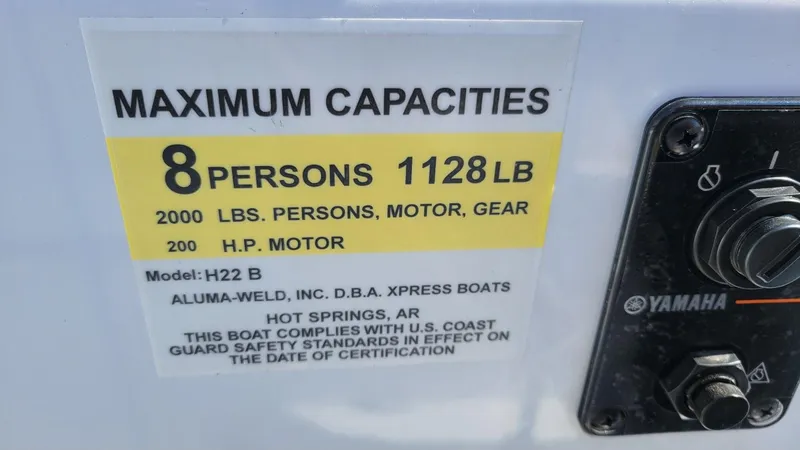 MAXIMUM CAPACITIES
8 PERSONS 1128 LB
2000 LBS. PERSONS, MOTOR, GEAR
200 H.P. MOTOR
Model: H22 B
ALUMA-WELD, INC. D.B.A. XPRESS BOATS
HOT SPRINGS, AR
THIS BOAT COMPLIES WITH U.S. COAST
GUARD SAFETY STANDARDS IN EFFECT ON
THE DATE OF CERTIFICATION
YAMAHA